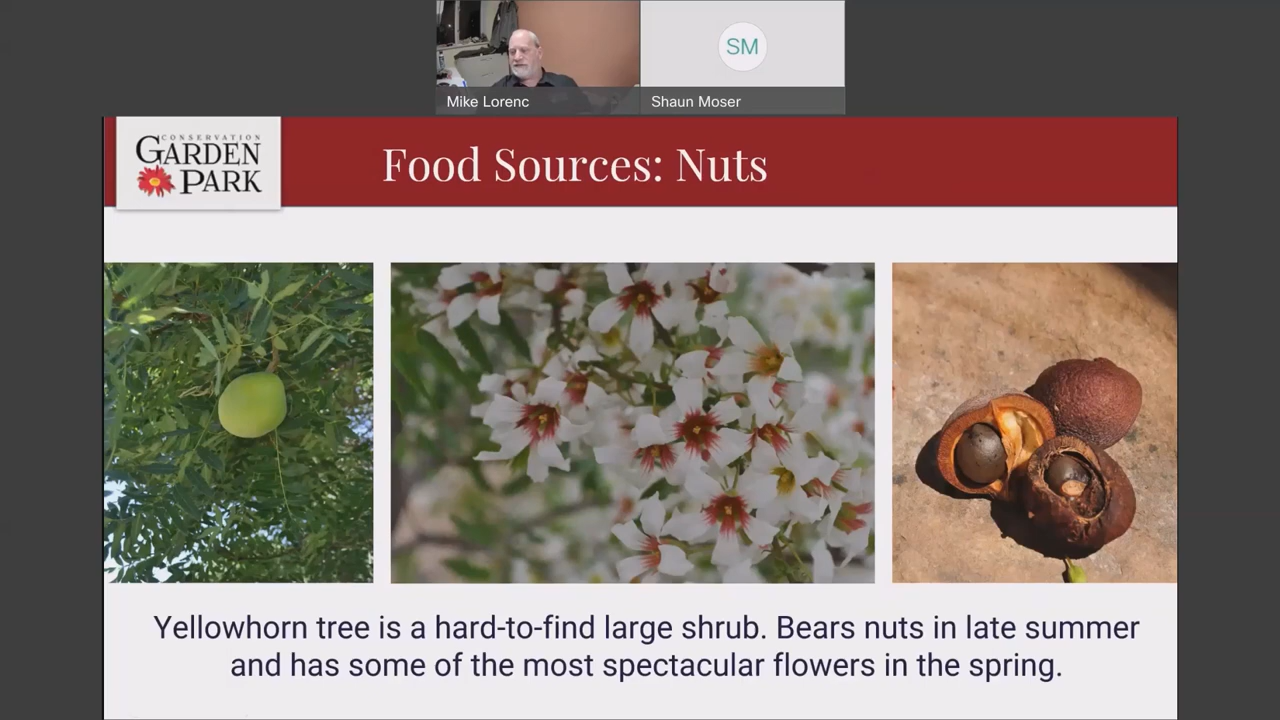 SM
Mike Lorenc
Shaun Moser
CONSERVATION
GARDEN
PARK
Food Sources: Nuts
Yellowhorn tree is a hard-to-find large shrub. Bears nuts in late summer
and has some of the most spectacular flowers in the spring.